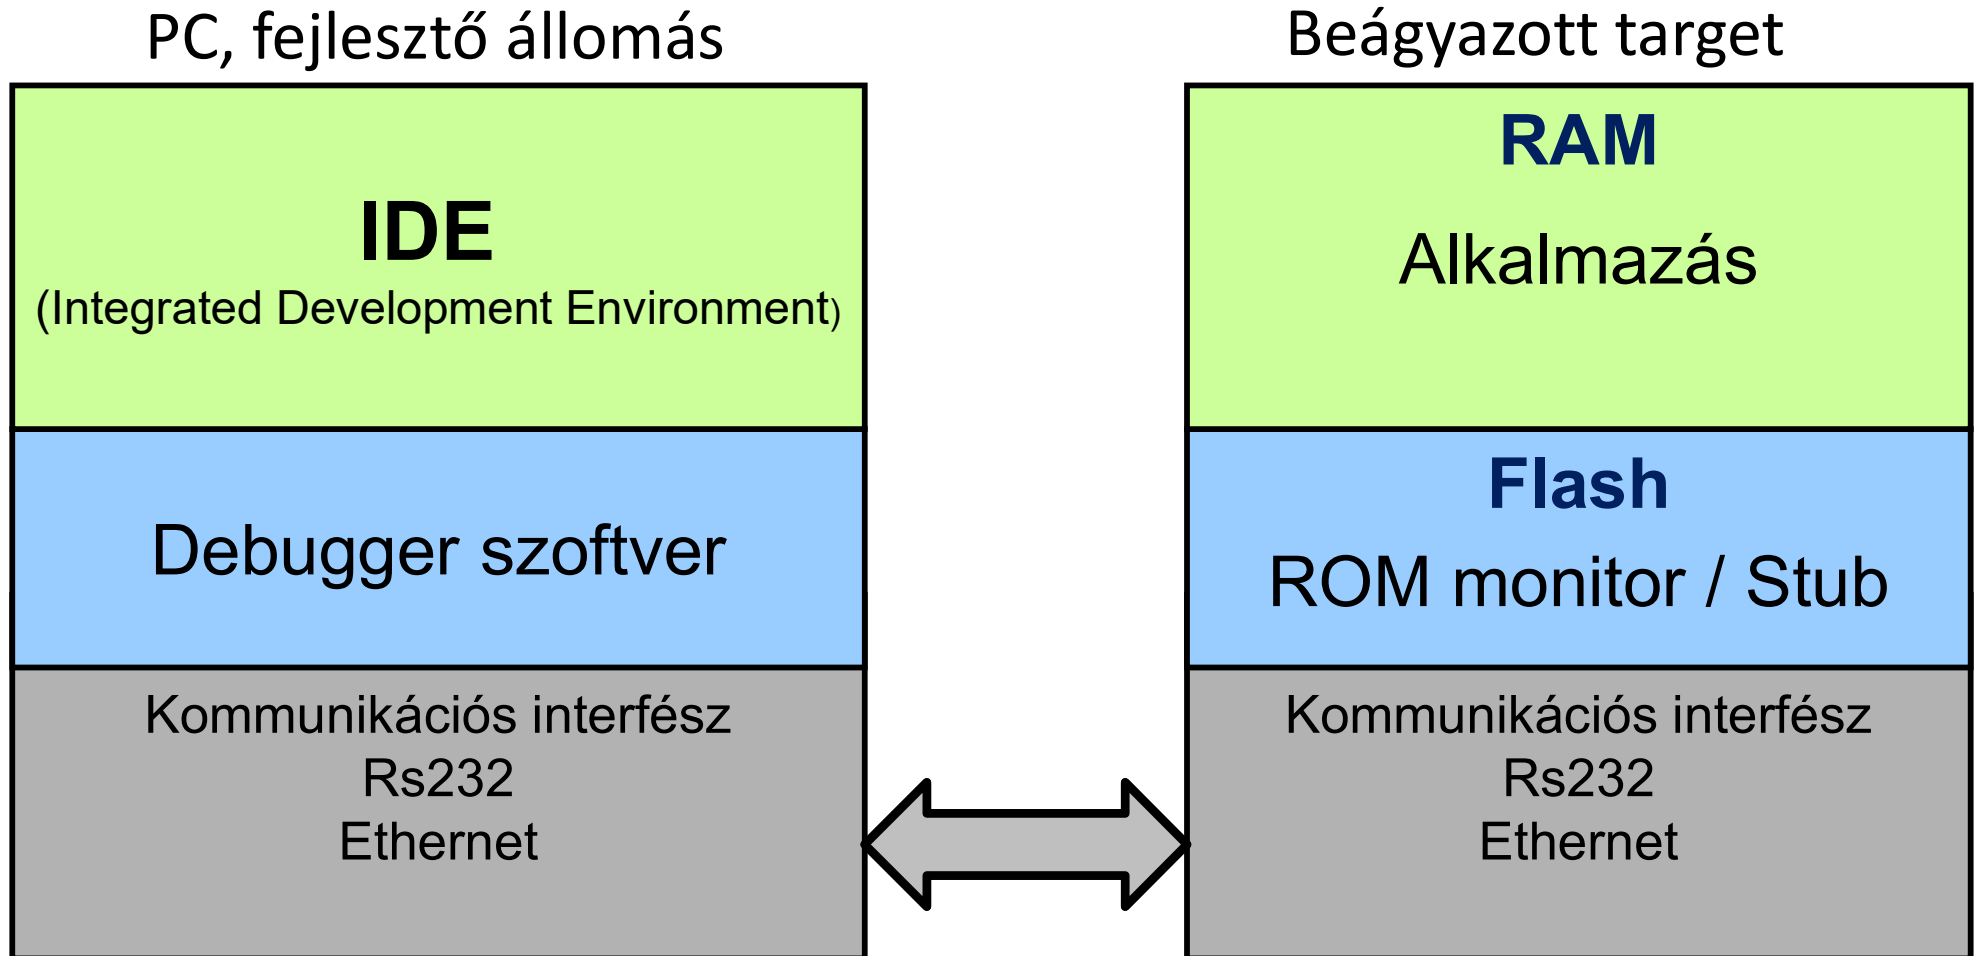 PC, fejlesztő állomás
IDE
(Integrated Development Environment)
Debugger szoftver
Kommunikációs interfész
Rs232
Ethernet
Beágyazott target
RAM
Alkalmazás
Flash
ROM monitor / Stub
Kommunikációs interfész
Rs232
Ethernet